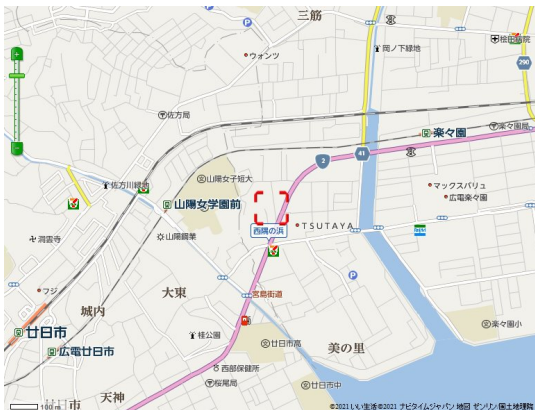 三筋
ウォンツ
岡ノ下緑地
桧田病院
290
佐方局
楽々園
楽々園局
2
41
佐方川緑地
山陽女子短大
マックスバリュ
広電楽々園
山陽女学園前
TSUTAYA
西隅の浜
洞雲寺
山陽鋼業
フジ
大東
宮島街道
城内
廿日市
桂公園
美の里
楽々園小
広電廿日市
廿日市高
西部保健所
桜尾局
廿日市中
天神
廿日市
100 m
©2021 いい生活 ©2021 ナビタイムジャパン 地図 ゼンリン/国土地理院